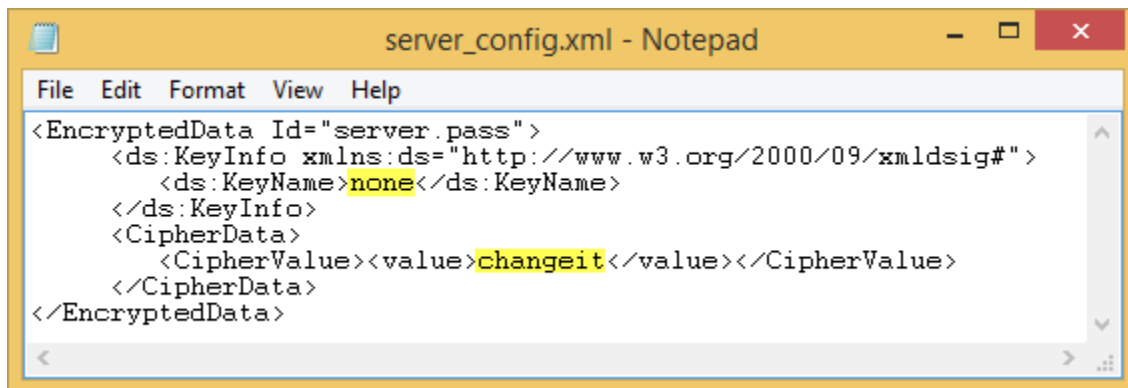 server_config.xml - Notepad
File Edit Format View Help
<EncryptedData Id="server.pass">
<ds:KeyInfo xmlns:ds="http://www.w3.org/2000/09/xmldsig#">
<ds:KeyName>none</ds:KeyName>
</ds:KeyInfo>
<CipherData>
<CipherValue><value>changeit</value></CipherValue>
</CipherData>
</EncryptedData>